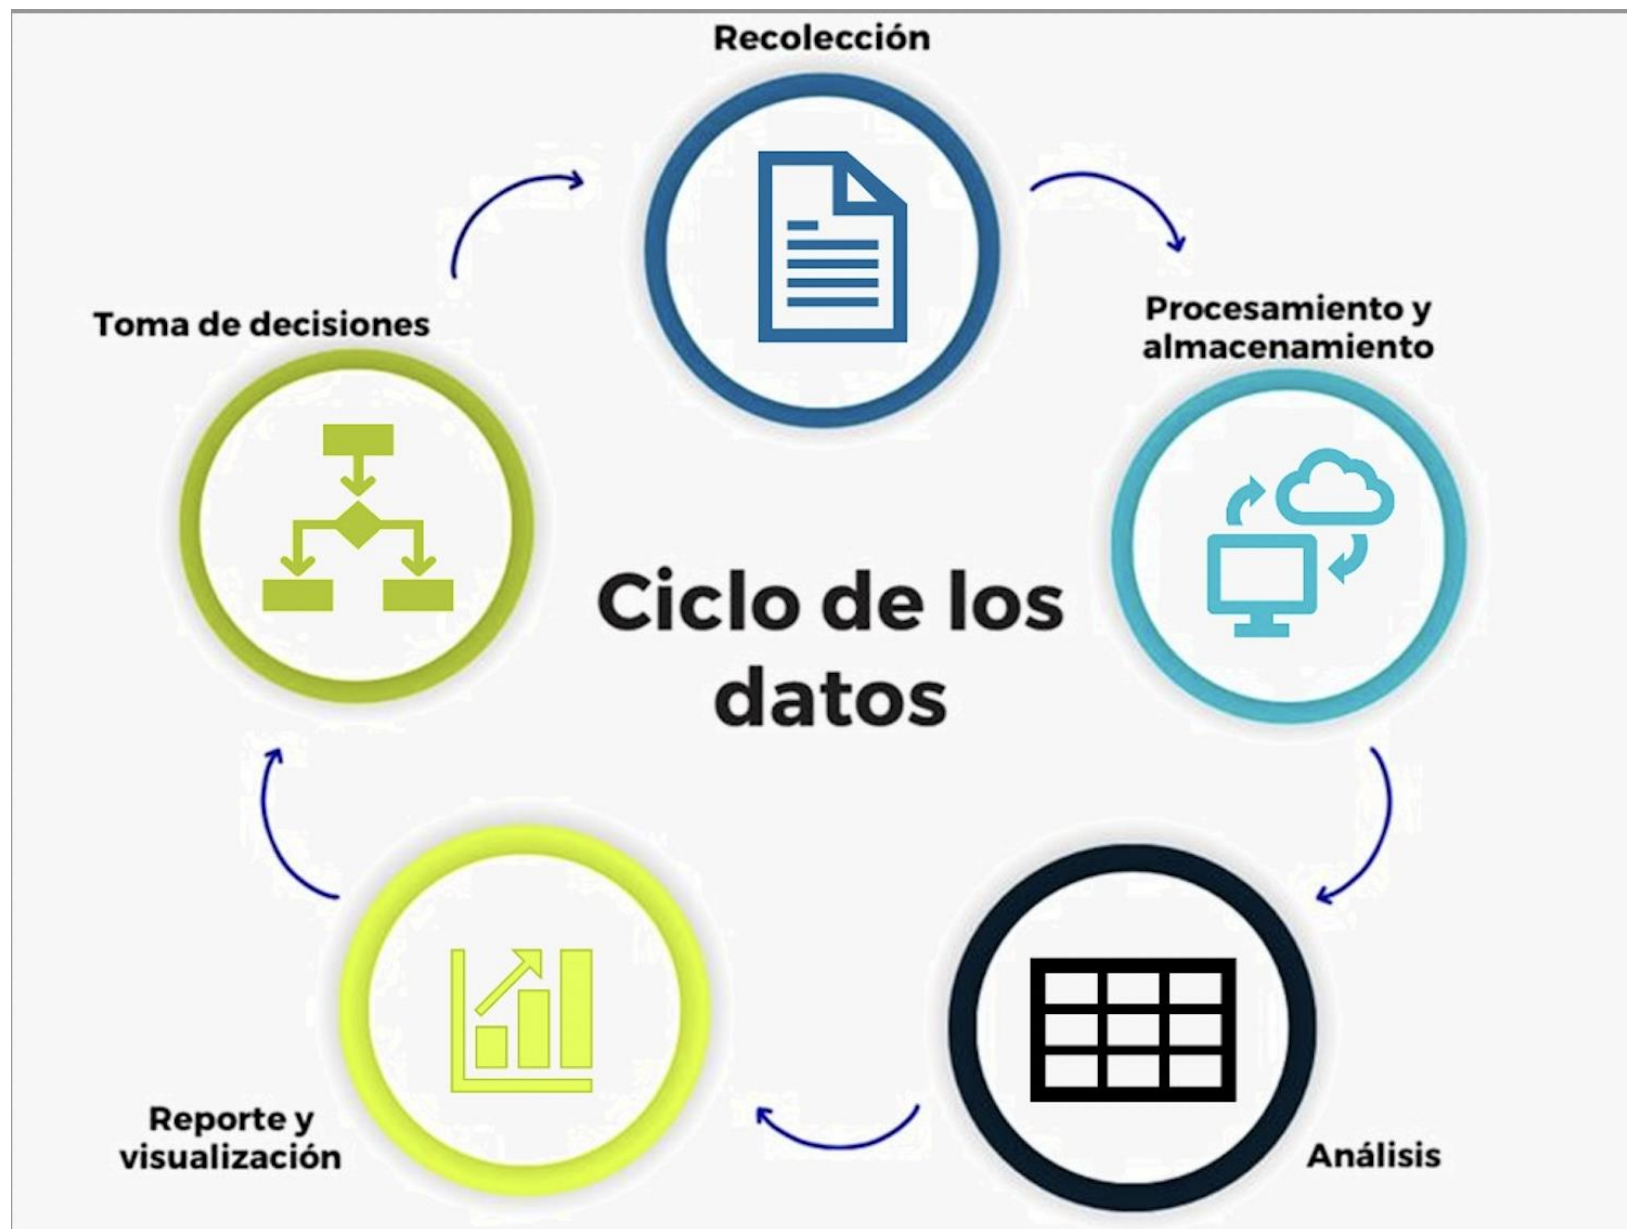 Recolección
Procesamiento y
almacenamiento
Toma de decisiones
Ciclo de los
datos
Reporte y
visualización
Análisis